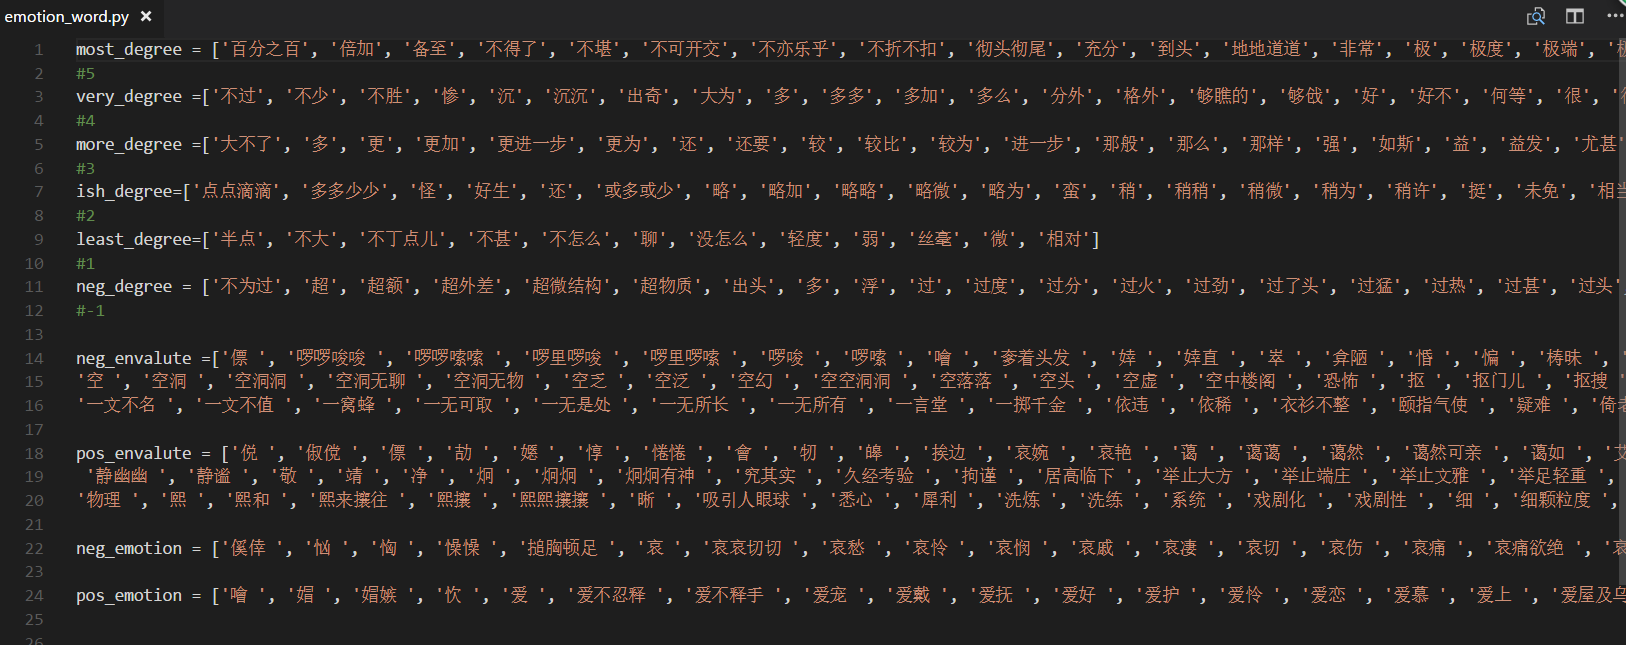 emotion_word.py ×
1 most_degree = ['百分之百', '倍加', '备至', '不得了', '不堪', '不可开交', '不亦乐乎', '不折不扣', '彻头彻尾', '充分', '到头', '地地道道', '非常', '极', '极度', '极端', '
2 #5
3 very_degree =['不过', '不少', '不胜', '惨', '沉', '沉沉', '出奇', '大为', '多', '多多', '多加', '多么', '分外', '格外', '够瞧的', '够戗', '好', '好不', '何等', '很', '
4 #4
5 more_degree =['大不了', '多', '更', '更加', '更进一步', '更为', '还', '还要', '较', '较比', '较为', '进一步', '那般', '那么', '那样', '强', '如斯', '益', '益发', '尤甚'
6 #3
7 ish_degree=['点点滴滴', '多多少少', '怪', '好生', '还', '或多或少', '略', '略加', '略略', '略微', '略为', '蛮', '稍', '稍稍', '稍微', '稍为', '稍许', '挺', '未免', '相当
8 #2
9 least_degree=['半点', '不大', '不丁点儿', '不甚', '不怎么', '聊', '没怎么', '轻度', '弱', '丝毫', '微', '相对']
10 #1
11 neg_degree = ['不为过', '超', '超额', '超外差', '超微结构', '超物质', '出头', '多', '浮', '过', '过度', '过分', '过火', '过劲', '过了头', '过猛', '过热', '过甚', '过头',
12 #-1
13
14 neg_envalute =['僄 ', '啰啰唆唆 ', '啰啰嗦嗦 ', '啰里啰唆 ', '啰里啰嗦 ', '啰唆 ', '啰嗦 ', '噲 ', '奓着头发 ', '婞 ', '婞直 ', '崒 ', '弇陋 ', '惛 ', '惼 ', '梼昧 ', '
15 '空 ', '空洞 ', '空洞洞 ', '空洞无聊 ', '空洞无物 ', '空乏 ', '空泛 ', '空幻 ', '空空洞洞 ', '空落落 ', '空头 ', '空虚 ', '空中楼阁 ', '恐怖 ', '抠 ', '抠门儿 ', '抠搜 '
16 '一文不名 ', '一文不值 ', '一窝蜂 ', '一无可取 ', '一无是处 ', '一无所长 ', '一无所有 ', '一言堂 ', '一掷千金 ', '依违 ', '依稀 ', '衣衫不整 ', '颐指气使 ', '疑难 ', '倚老
17
18 pos_envalute = ['侻 ', '俶傥 ', '僄 ', '劼 ', '嬺 ', '惇 ', '惓惓 ', '會 ', '牣 ', '皞 ', '挨边 ', '哀婉 ', '哀艳 ', '蔼 ', '蔼蔼 ', '蔼然 ', '蔼然可亲 ', '蔼如 ', '艾
19 '静幽幽 ', '静谧 ', '敬 ', '靖 ', '净 ', '炯 ', '炯炯 ', '炯炯有神 ', '究其实 ', '久经考验 ', '拘谨 ', '居高临下 ', '举止大方 ', '举止端庄 ', '举止文雅 ', '举足轻重 ',
20 '物理 ', '熙 ', '熙和 ', '熙来攘往 ', '熙攘 ', '熙熙攘攘 ', '晰 ', '吸引人眼球 ', '悉心 ', '犀利 ', '洗炼 ', '洗练 ', '系统 ', '戏剧化 ', '戏剧性 ', '细 ', '细颗粒度 ',
21
22 neg_emotion = ['傒倖 ', '恼 ', '恟 ', '懆懆 ', '搥胸顿足 ', '哀 ', '哀哀切切 ', '哀愁 ', '哀怜 ', '哀悯 ', '哀戚 ', '哀凄 ', '哀切 ', '哀伤 ', '哀痛 ', '哀痛欲绝 ', '哀
23
24 pos_emotion = ['噲 ', '媢 ', '媢嫉 ', '忺 ', '爱 ', '爱不忍释 ', '爱不释手 ', '爱宠 ', '爱戴 ', '爱抚 ', '爱好 ', '爱护 ', '爱怜 ', '爱恋 ', '爱慕 ', '爱上 ', '爱屋及乌
25
26